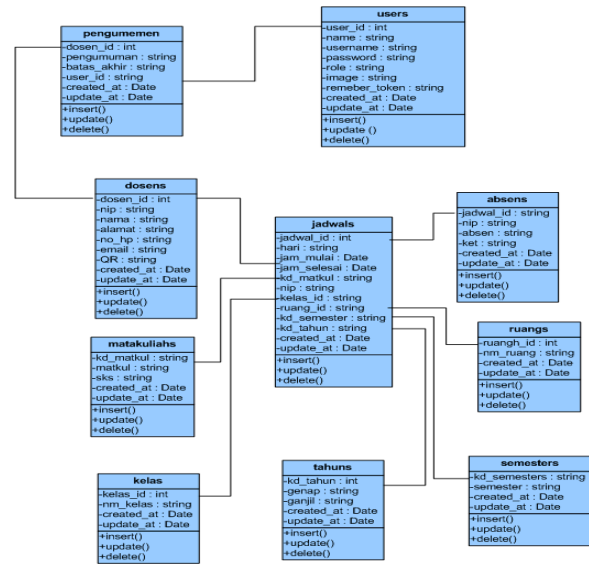 pengumemen
-dosen_id : int
-pengumuman : string
-batas_akhir : string
-user_id : string
-created_at : Date
-update_at : Date
+insert()
+update()
+delete()
users
-user_id : int
-name : string
-username : string
-password : string
-role : string
-image : string
-remeber_token : string
-created_at : Date
-update_at : Date
+insert()
+update ()
+delete()
dosens
-dosen_id : int
-nip : string
-nama : string
-alamat : string
-no_hp : string
-email : string
-QR : string
-created_at : Date
-update_at : Date
+insert()
+update()
+delete()
jadwals
-jadwal_id : int
-hari : string
-jam_mulai : Date
-jam_selesai : Date
-kd_matkul : string
-nip : string
-kelas_id : string
-ruang_id : string
-kd_semester : string
-kd_tahun : string
-created_at : Date
-update_at : Date
+insert()
+update()
+delete()
absens
-jadwal_id : string
-nip : string
-absen : string
-ket : string
-created_at : Date
-update_at : Date
+insert()
+update()
+delete()
matakuliahs
-kd_matkul : string
-matkul : string
-sks : string
-created_at : Date
-update_at : Date
+insert()
+update()
+delete()
ruangs
-ruangh_id : int
-nm_ruang : string
-created_at : Date
-update_at : Date
+insert()
+update()
+delete()
kelas
-kelas_id : int
-nm_kelas : string
-created_at : Date
-update_at : Date
+insert()
+update()
+delete()
tahuns
-kd_tahun : int
-genap : string
-ganjil : string
-created_at : Date
-update_at : Date
+insert()
+update()
+delete()
semesters
-kd_semesters : string
-semester : string
-created_at : Date
-update_at : Date
+insert()
+update()
+delete()